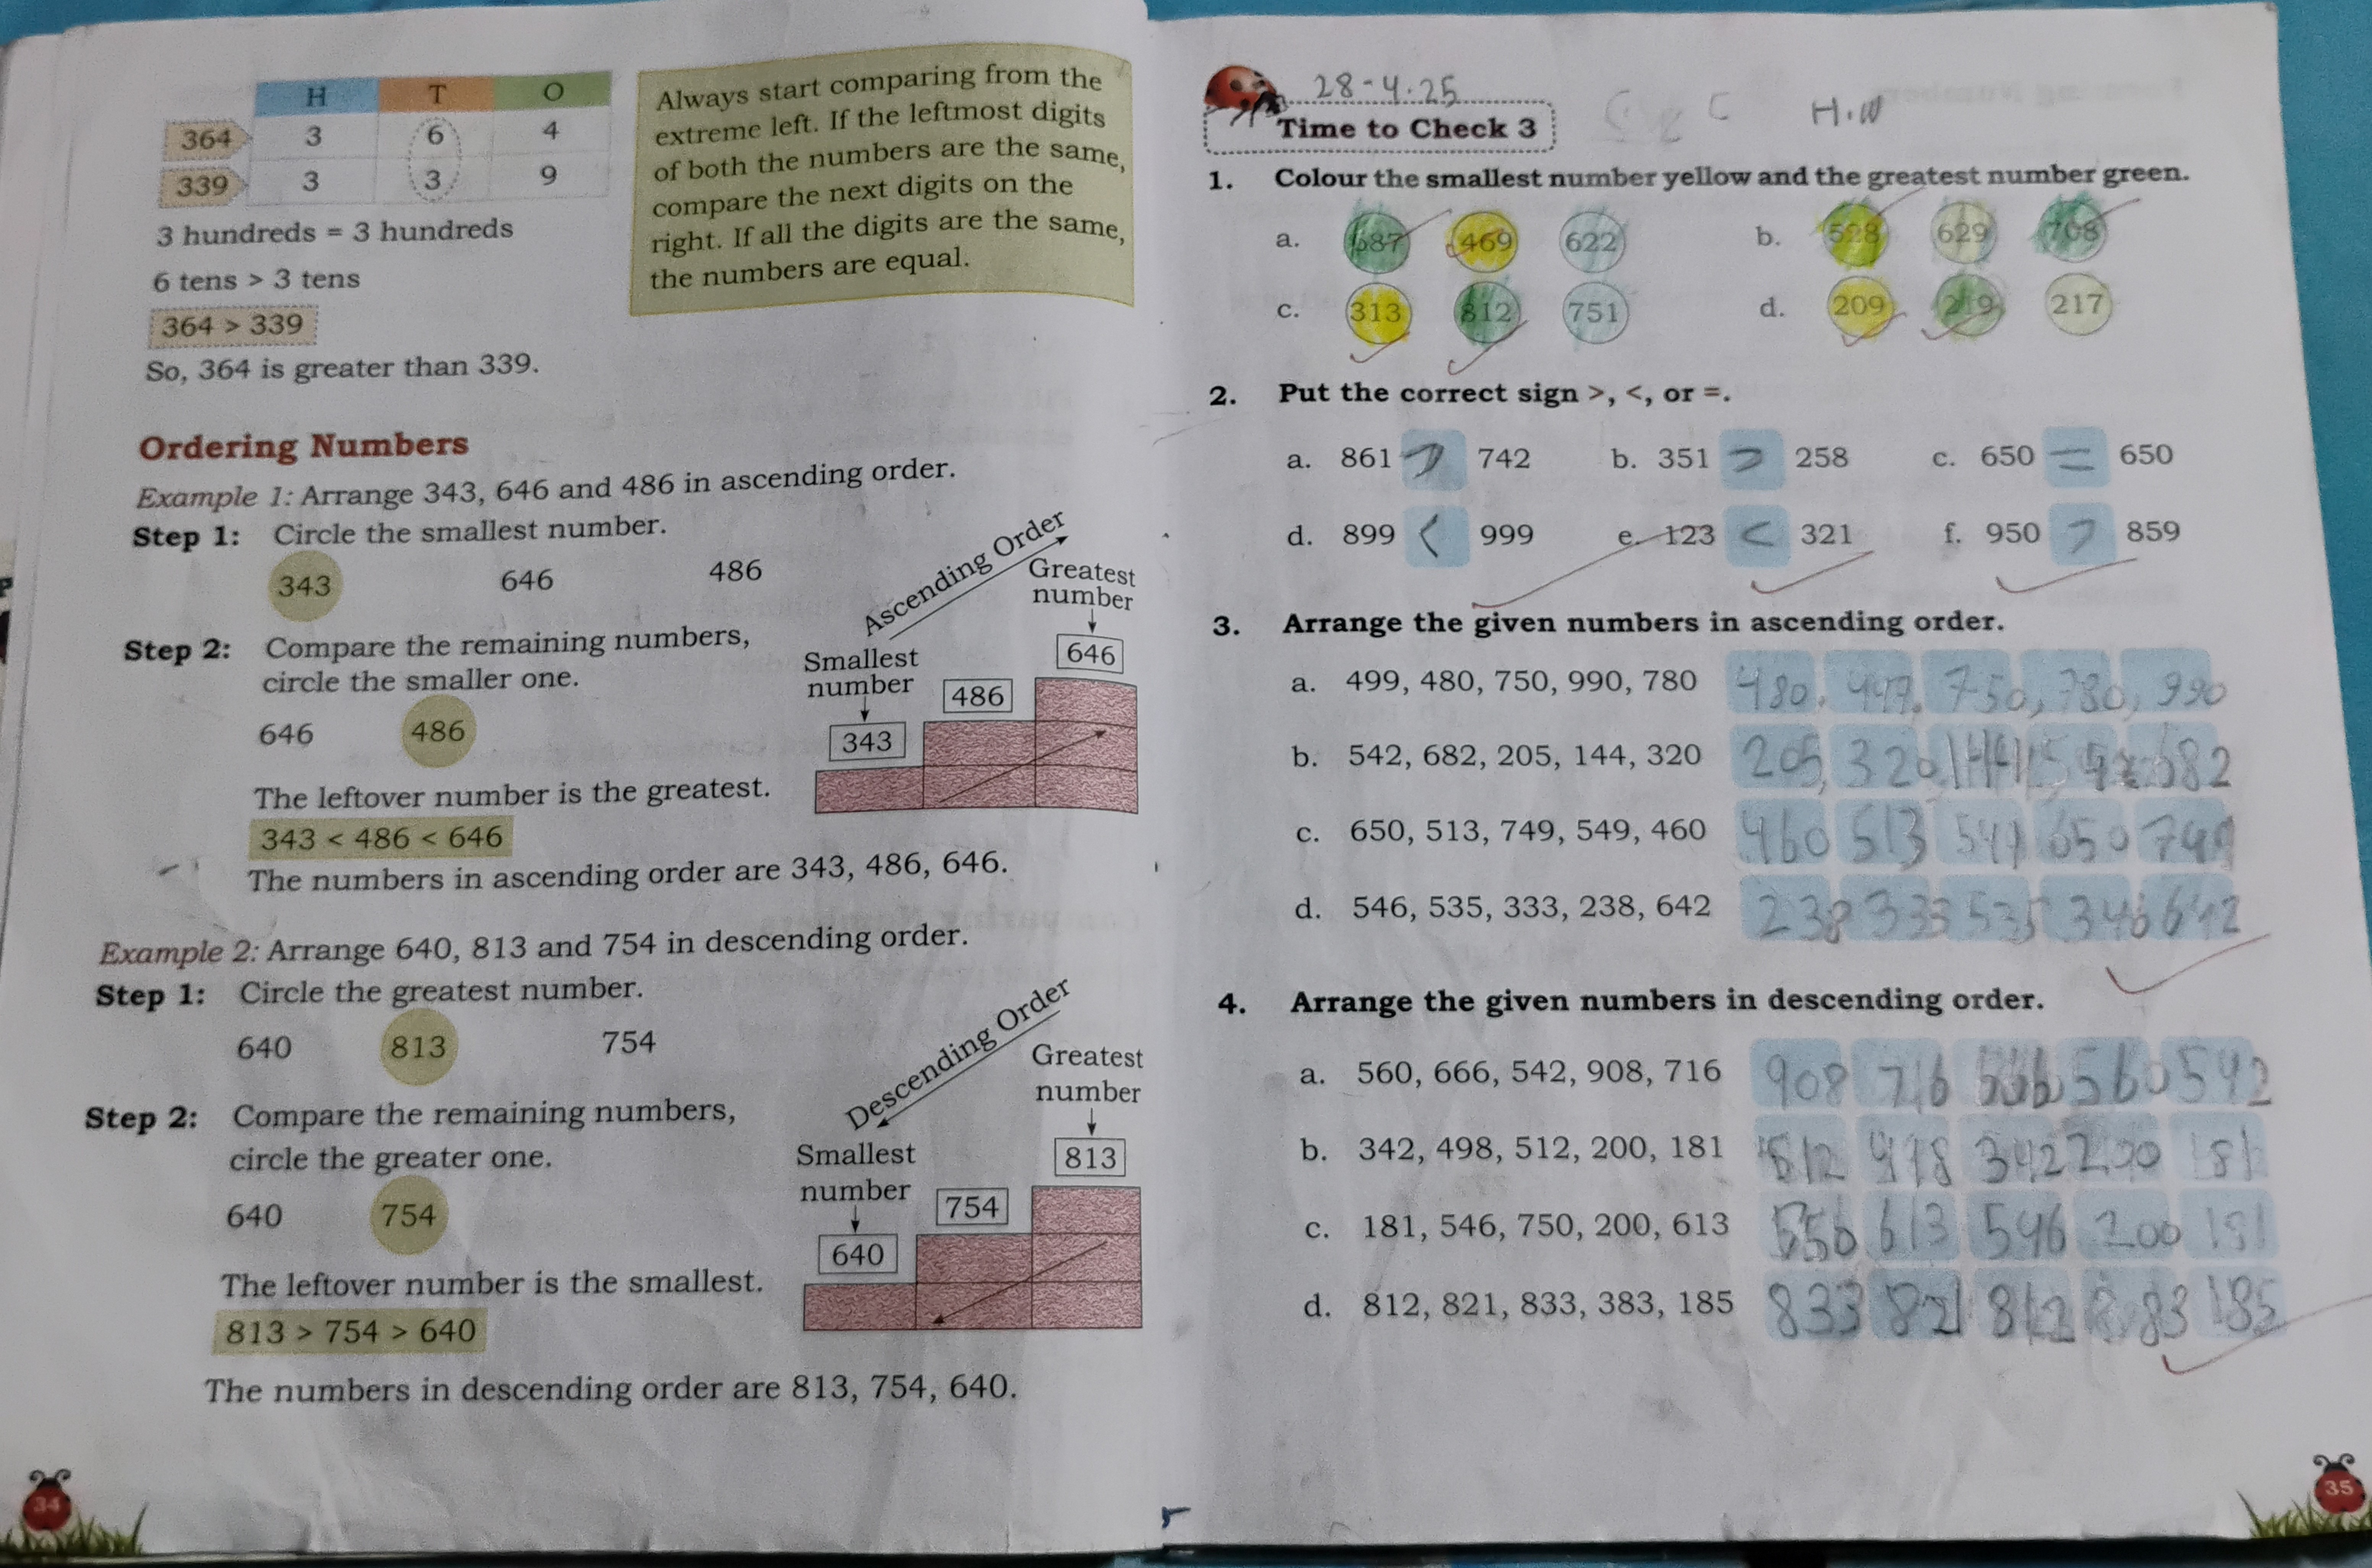 H T O
364 3 6 4
339 3 3 9
3 hundreds = 3 hundreds
6 tens > 3 tens
364 > 339
So, 364 is greater than 339.
Always start comparing from the
extreme left. If the leftmost digits
of both the numbers are the same,
compare the next digits on the
right. If all the digits are the same,
the numbers are equal.
Ordering Numbers
Example 1: Arrange 343, 646 and 486 in ascending order.
Step 1: Circle the smallest number.
343 646 486
Step 2: Compare the remaining numbers,
circle the smaller one.
646 486
The leftover number is the greatest.
343 < 486 < 646
The numbers in ascending order are 343, 486, 646.
Ascending Order
Greatest
number
646
Smallest
number
486
343
Example 2: Arrange 640, 813 and 754 in descending order.
Step 1: Circle the greatest number.
640 813 754
Step 2: Compare the remaining numbers,
circle the greater one.
640 754
The leftover number is the smallest.
813 > 754 > 640
The numbers in descending order are 813, 754, 640.
Descending Order
Greatest
number
813
Smallest
number
754
640
34
28-4.25
H.W
Time to Check 3
1. Colour the smallest number yellow and the greatest number green.
a. 687 469 622 b. 528 629 708
c. 313 812 751 d. 209 219 217
2. Put the correct sign >, <, or =.
a. 861 > 742 b. 351 > 258 c. 650 = 650
d. 899 < 999 e. 123 < 321 f. 950 > 859
3. Arrange the given numbers in ascending order.
a. 499, 480, 750, 990, 780 480, 750, 780, 990
b. 542, 682, 205, 144, 320 205, 320 144 542 682
c. 650, 513, 749, 549, 460 460 513 549 650 749
d. 546, 535, 333, 238, 642 238 333 535 346 642
4. Arrange the given numbers in descending order.
a. 560, 666, 542, 908, 716 908 716 560 542
b. 342, 498, 512, 200, 181 512 498 342 200 181
c. 181, 546, 750, 200, 613 613 546 200 181
d. 812, 821, 833, 383, 185 833 821 812 185
35